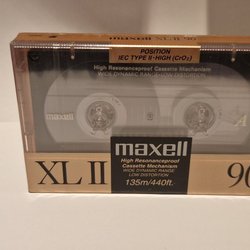 POSITION
IEC TYPE II·HIGH (CrO₂)
High Resonanceproof Cassette Mechanism
WIDE DYNAMIC RANGE·LOW DISTORTION
maxell
A
XL II
maxell
High Resonanceproof
Cassette Mechanism
WIDE DYNAMIC RANGE
LOW DISTORTION
135m/440ft.
90